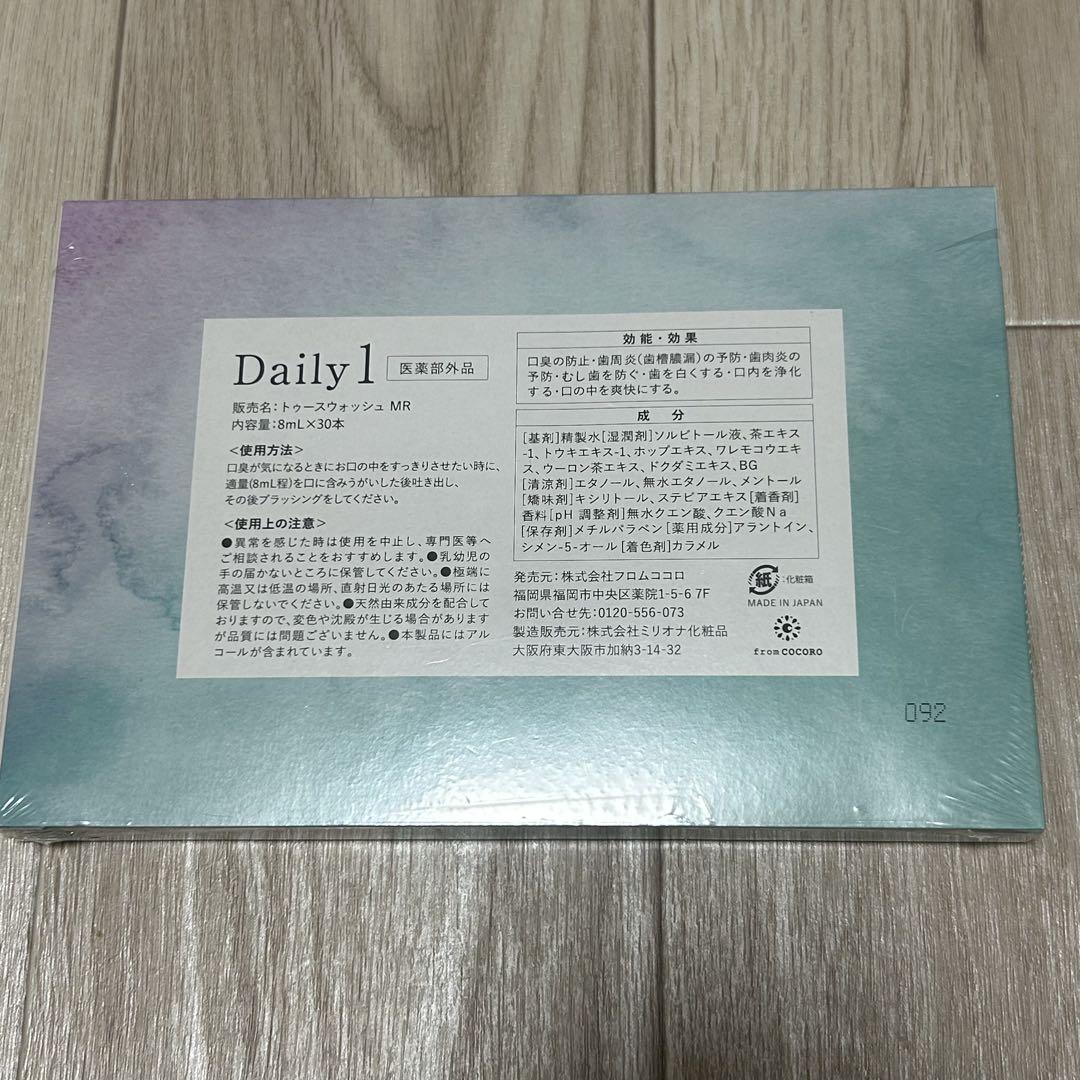 Daily 1 医薬部外品
販売名:トゥースウォッシュ MR
内容量:8mL×30本
<使用方法>
口臭が気になるときにお口の中をすっきりさせたい時に、
適量(8mL程)を口に含みうがいした後吐き出し、
その後ブラッシングをしてください。
<使用上の注意>
●異常を感じた時は使用を中止し、専門医等へ
ご相談されることをおすすめします。●乳幼児の
手の届かないところに保管してください。●極端に
高温又は低温の場所、直射日光のあたる場所には
保管しないでください。●天然由来成分を配合して
おりますので、変色や沈殿が生じる場合があります
が品質には問題ございません。●本製品にはアル
コールが含まれています。
効能・効果
口臭の防止・歯周炎(歯槽膿漏)の予防・歯肉炎の
予防・むし歯を防ぐ・歯を白くする・口内を浄化
する・口の中を爽快にする。
成分
[基剤]精製水[湿潤剤]ソルビトール液、茶エキス
-1、トウキエキス-1、ホップエキス、ワレモコウエキ
ス、ウーロン茶エキス、ドクダミエキス、BG
[清涼剤]エタノール、無水エタノール、メントール
[矯味剤]キシリトール、ステビアエキス[着香剤]
香料[pH 調整剤]無水クエン酸、クエン酸Na
[保存剤]メチルパラベン[薬用成分]アラントイン、
シメン-5-オール[着色剤]カラメル
発売元:株式会社フロムココロ
福岡県福岡市中央区薬院1-5-6 7F
お問い合せ先:0120-556-073
製造販売元:株式会社ミリオナ化粧品
大阪府東大阪市加納3-14-32
紙:化粧箱
MADE IN JAPAN
from COCORO
092